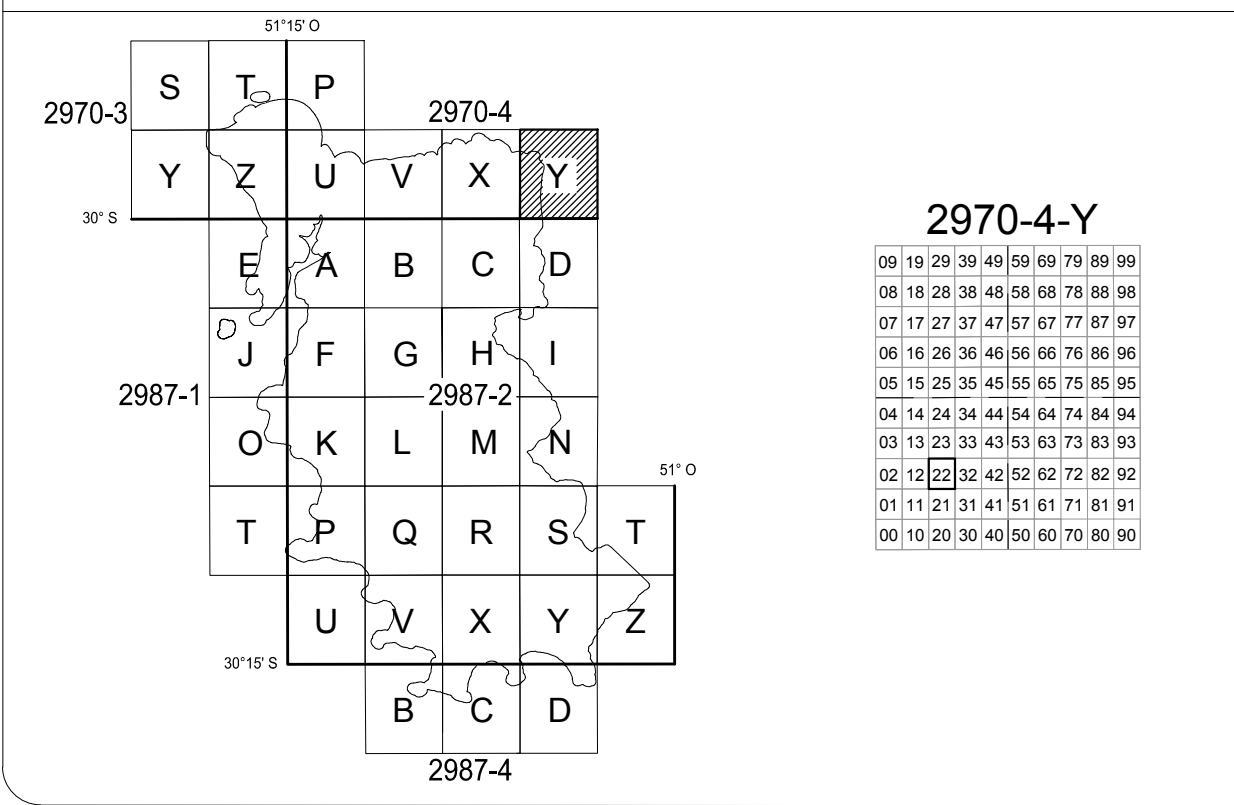 51°15' O
S T P
2970-3 2970-4
Y Z U V X Y
30° S
E A B C D
J F G H I
2987-1 2987-2
O K L M N
51° O
T P Q R S T
U V X Y Z
30°15' S
B C D
2987-4
2970-4-Y
09 19 29 39 49 59 69 79 89 99
08 18 28 38 48 58 68 78 88 98
07 17 27 37 47 57 67 77 87 97
06 16 26 36 46 56 66 76 86 96
05 15 25 35 45 55 65 75 85 95
04 14 24 34 44 54 64 74 84 94
03 13 23 33 43 53 63 73 83 93
02 12 22 32 42 52 62 72 82 92
01 11 21 31 41 51 61 71 81 91
00 10 20 30 40 50 60 70 80 90